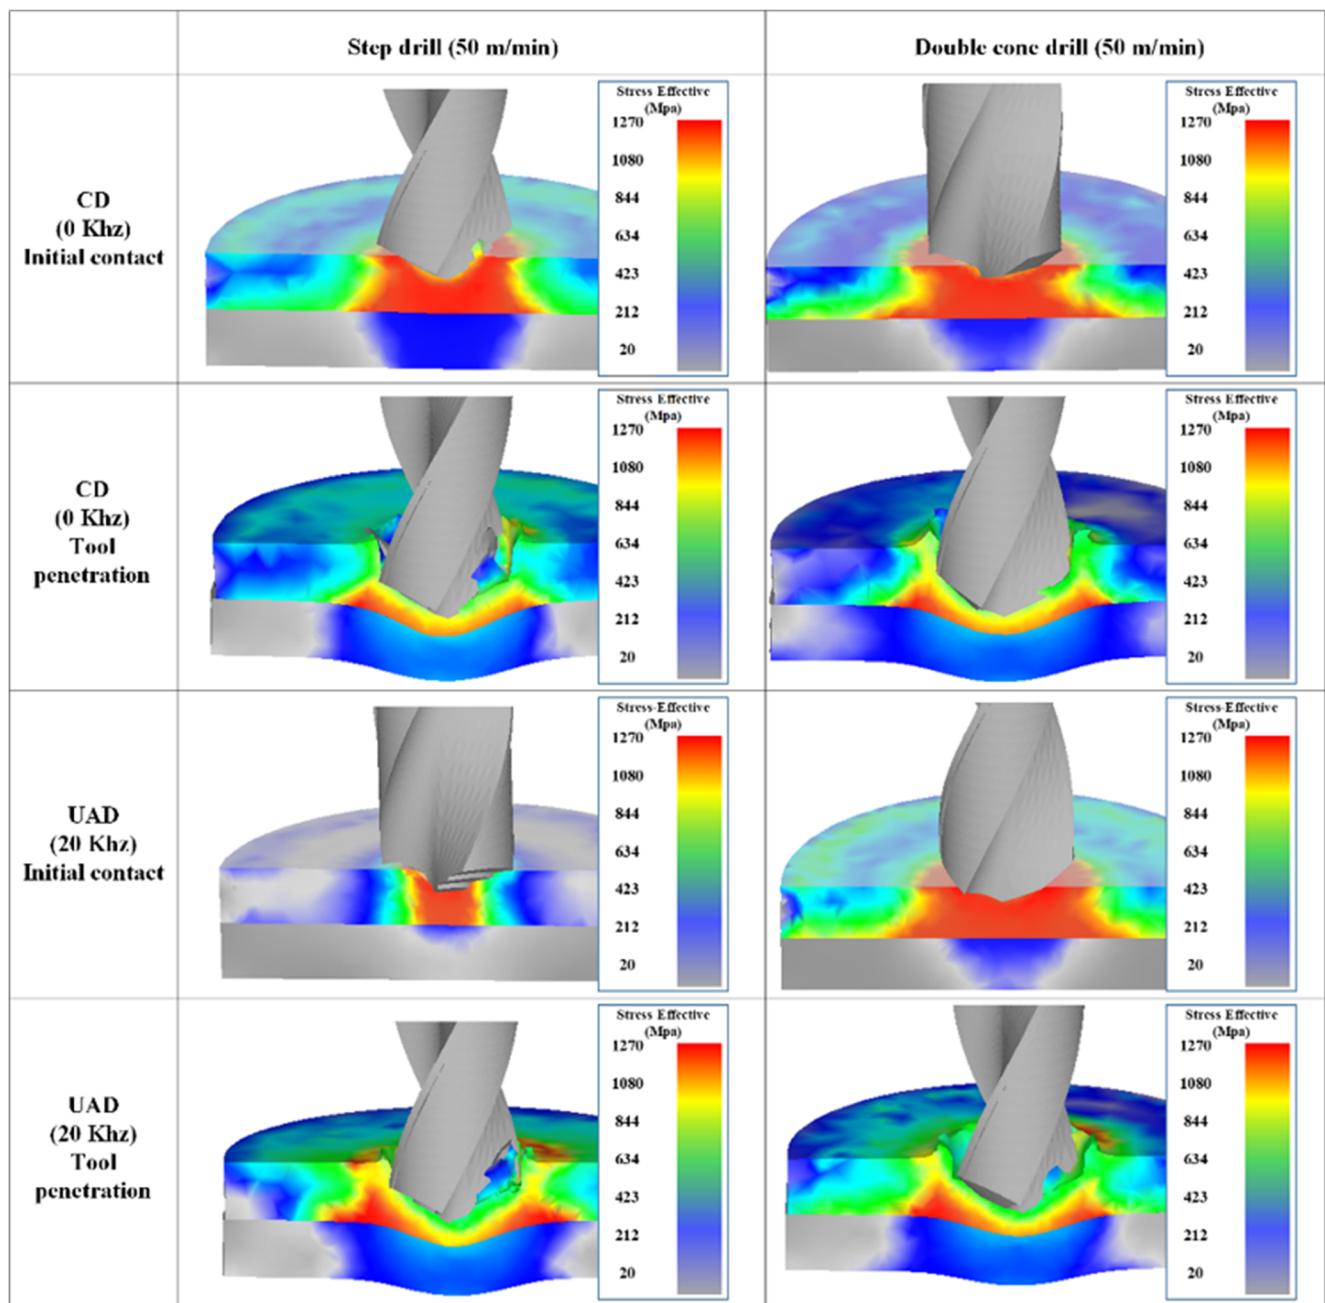 Step drill (50 m/min)
Double cone drill (50 m/min)
CD
(0 Khz)
Initial contact
Stress Effective
(Mpa)
1270
1080
844
634
423
212
20
Stress Effective
(Mpa)
1270
1080
844
634
423
212
20
CD
(0 Khz)
Tool
penetration
Stress Effective
(Mpa)
1270
1080
844
634
423
212
20
Stress Effective
(Mpa)
1270
1080
844
634
423
212
20
UAD
(20 Khz)
Initial contact
Stress-Effective
(Mpa)
1270
1080
844
634
423
212
20
Stress-Effective
(Mpa)
1270
1080
844
634
423
212
20
UAD
(20 Khz)
Tool
penetration
Stress Effective
(Mpa)
1270
1080
844
634
423
212
20
Stress Effective
(Mpa)
1270
1080
844
634
423
212
20